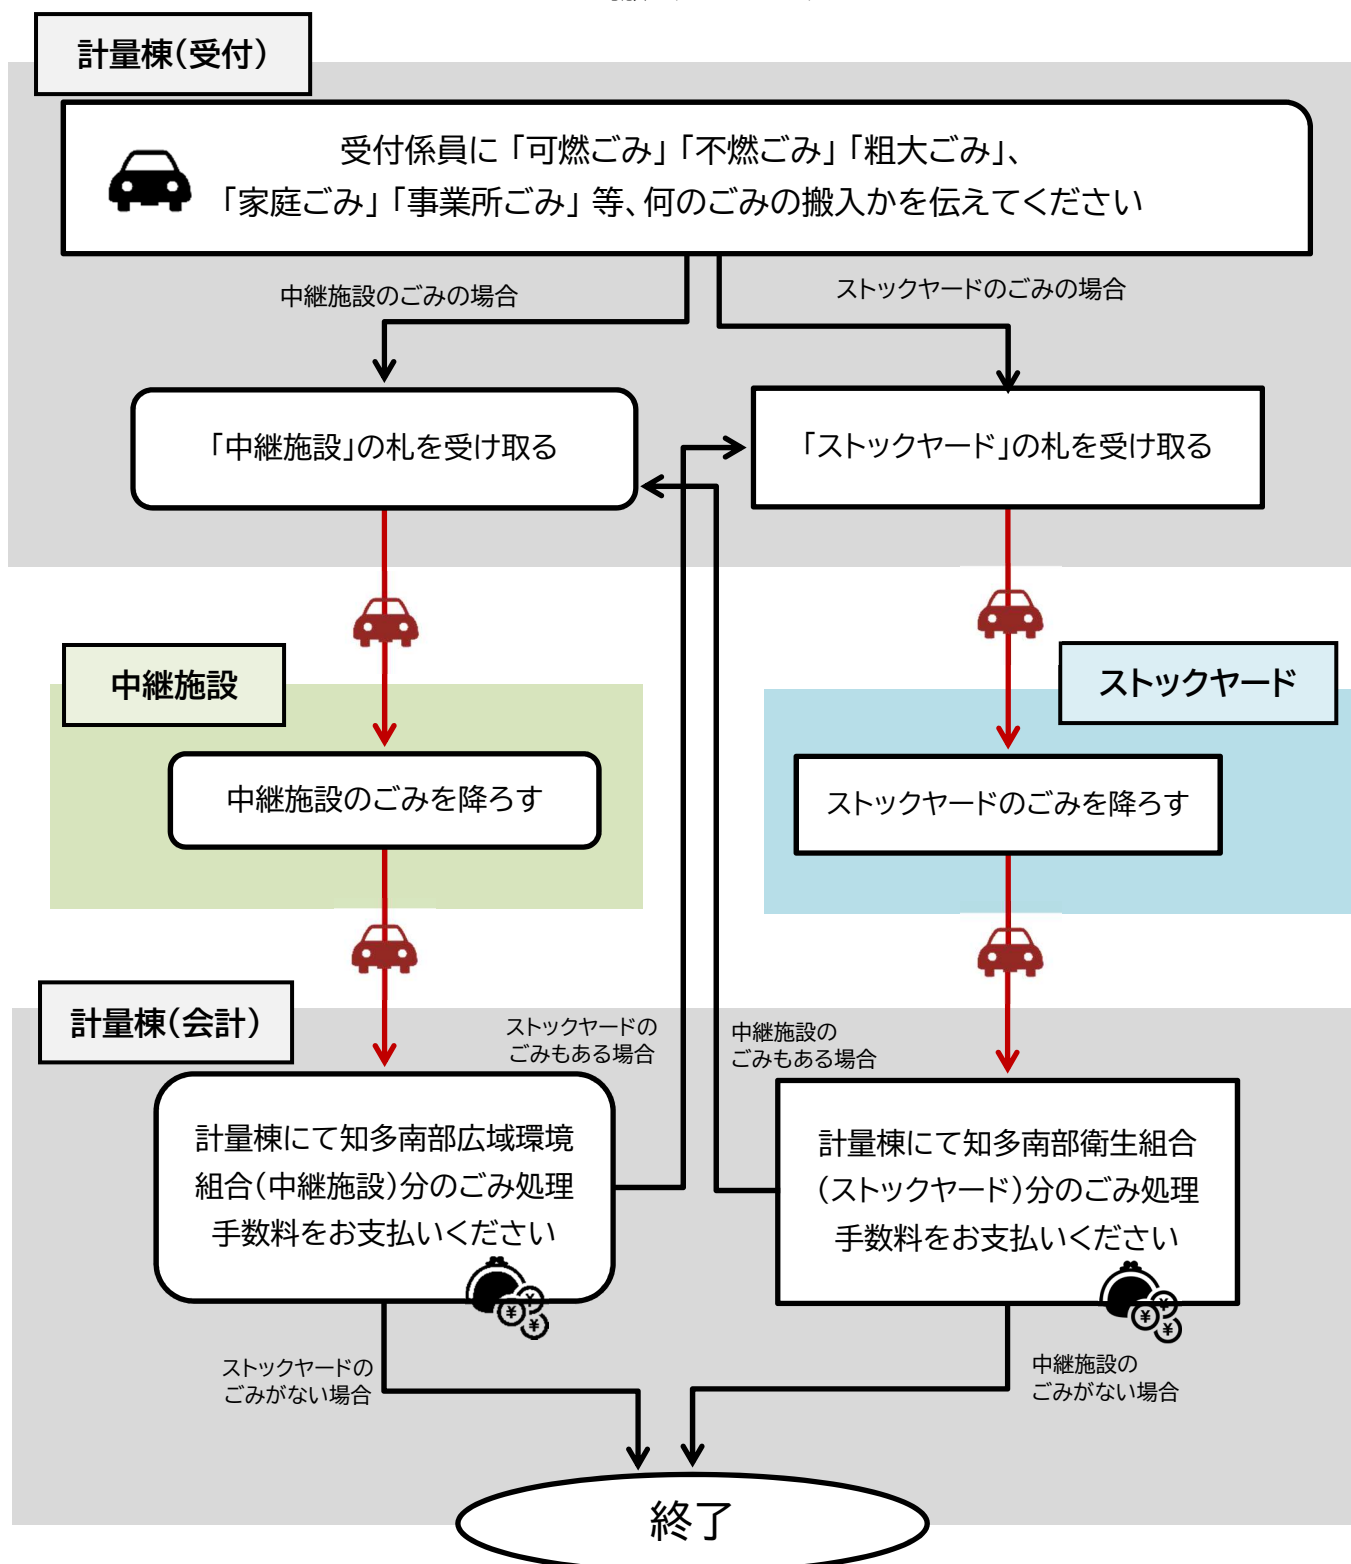 計量棟（受付）
受付係員に「可燃ごみ」「不燃ごみ」「粗大ごみ」、
「家庭ごみ」「事業所ごみ」等、何のごみの搬入かを伝えてください
中継施設のごみの場合
ストックヤードのごみの場合
「中継施設」の札を受け取る
「ストックヤード」の札を受け取る
中継施設
ストックヤード
中継施設のごみを降ろす
ストックヤードのごみを降ろす
計量棟（会計）
ストックヤードの
ごみもある場合
中継施設の
ごみもある場合
計量棟にて知多南部広域環境
組合（中継施設）分のごみ処理
手数料をお支払いください
計量棟にて知多南部衛生組合
（ストックヤード）分のごみ処理
手数料をお支払いください
ストックヤードの
ごみがない場合
中継施設の
ごみがない場合
終了